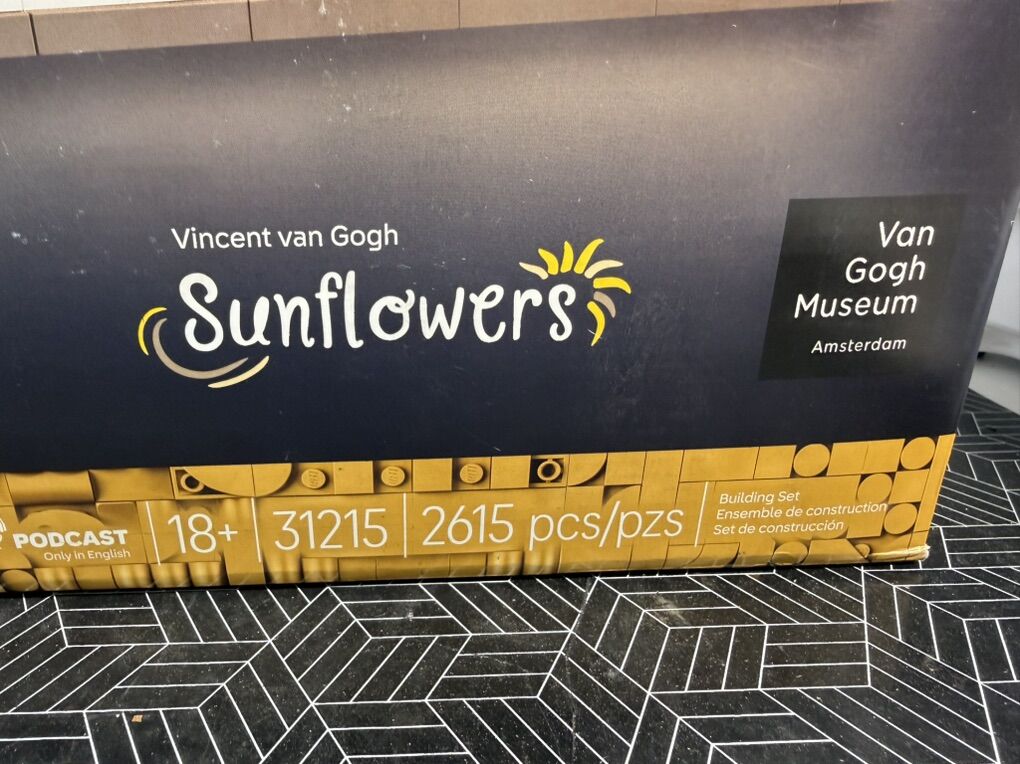 Vincent van Gogh
Sunflowers
Van
Gogh
Museum
Amsterdam
PODCAST
Only in English
18+
31215
2615 pcs/pzs
Building Set
Ensemble de construction
Set de construcción